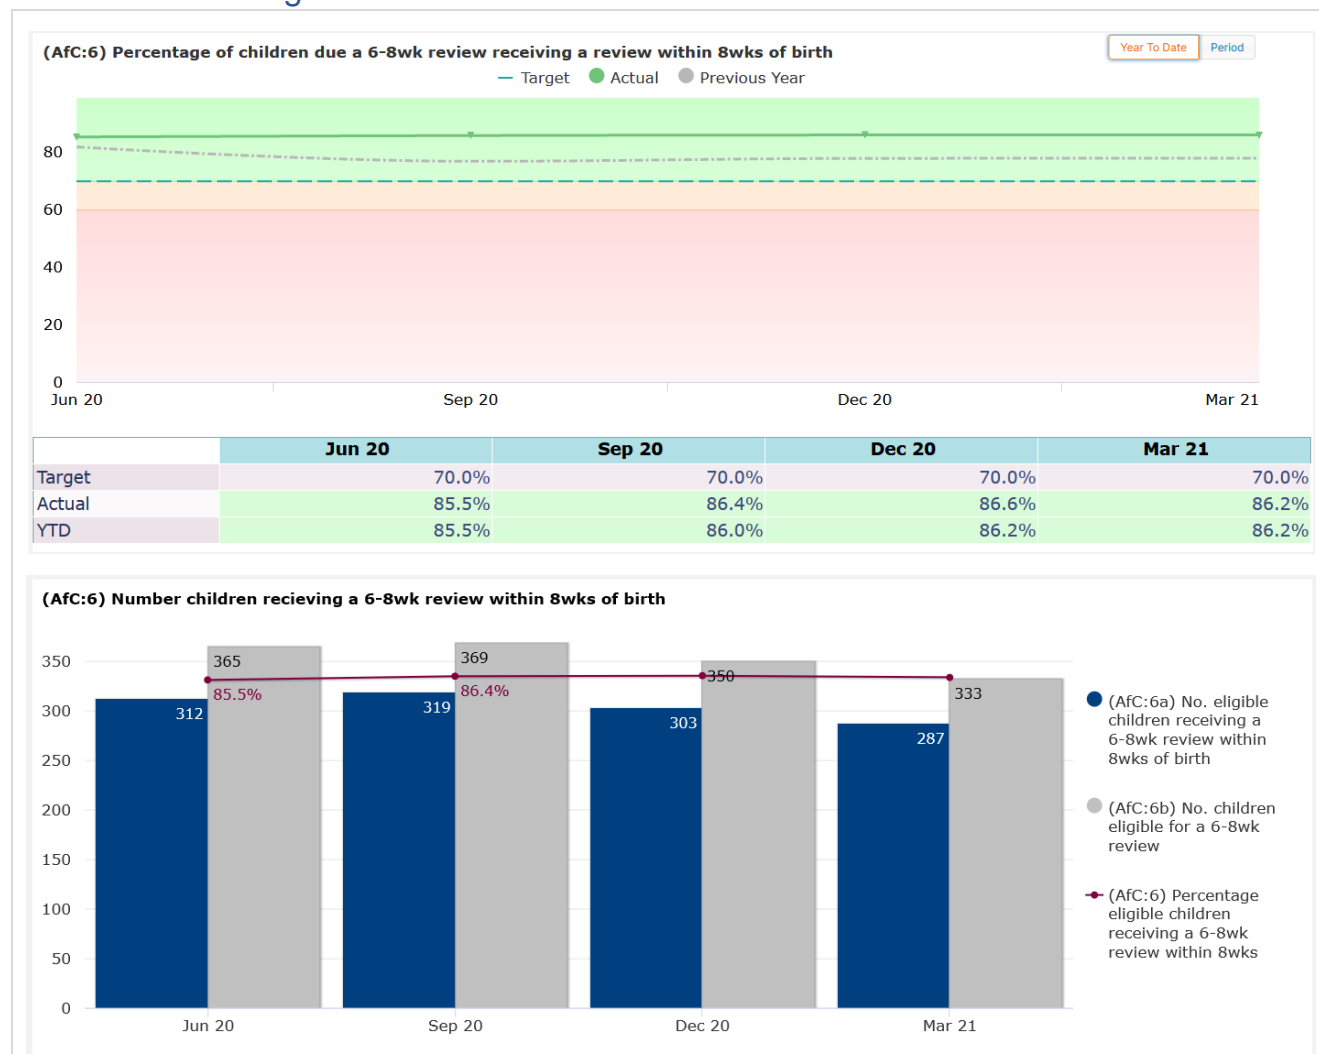 (AfC:6) Percentage of children due a 6-8wk review receiving a review within 8wks of birth
Year To Date Period
Target Actual Previous Year
80
60
40
20
0
Jun 20 Sep 20 Dec 20 Mar 21
Jun 20 Sep 20 Dec 20 Mar 21
Target 70.0% 70.0% 70.0% 70.0%
Actual 85.5% 86.4% 86.6% 86.2%
YTD 85.5% 86.0% 86.2% 86.2%
(AfC:6) Number children recieving a 6-8wk review within 8wks of birth
350
300
250
200
150
100
50
0
365 369 350 333
85.5% 86.4%
312 319 303 287
Jun 20 Sep 20 Dec 20 Mar 21
(AfC:6a) No. eligible
children receiving a
6-8wk review within
8wks of birth
(AfC:6b) No. children
eligible for a 6-8wk
review
(AfC:6) Percentage
eligible children
receiving a 6-8wk
review within 8wks